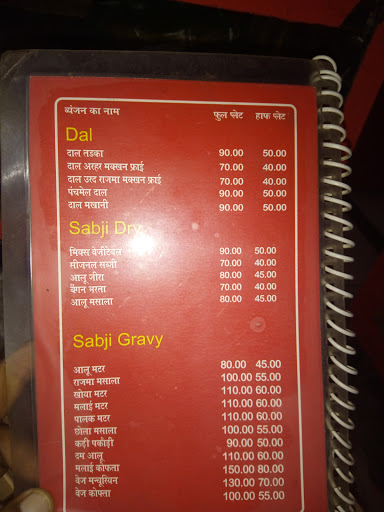 व्यंजन का नाम फुल प्लेट हाफ प्लेट
Dal
दाल तडका 90.00 50.00
दाल अरहर मक्खन फ्राई 70.00 40.00
दाल उरद राजमा मक्खन फ्राई 70.00 40.00
पंचमेल दाल 90.00 50.00
दाल मखानी 90.00 50.00
Sabji Dry
मिक्स वेजीटेबल 90.00 50.00
सीजनल सब्जी 70.00 40.00
आलू जीरा 80.00 45.00
बैंगन भरता 70.00 40.00
आलू मसाला 80.00 45.00
Sabji Gravy
आलू मटर 80.00 45.00
राजमा मसाला 100.00 55.00
खोया मटर 110.00 60.00
मलाई मटर 110.00 60.00
पालक मटर 110.00 60.00
छोला मसाला 100.00 55.00
कड़ी पकोड़ी 90.00 50.00
दम आलू 110.00 60.00
मलाई कोफ्ता 150.00 80.00
वेज मन्चूरियन 130.00 70.00
वेज कोफ्ता 100.00 55.00